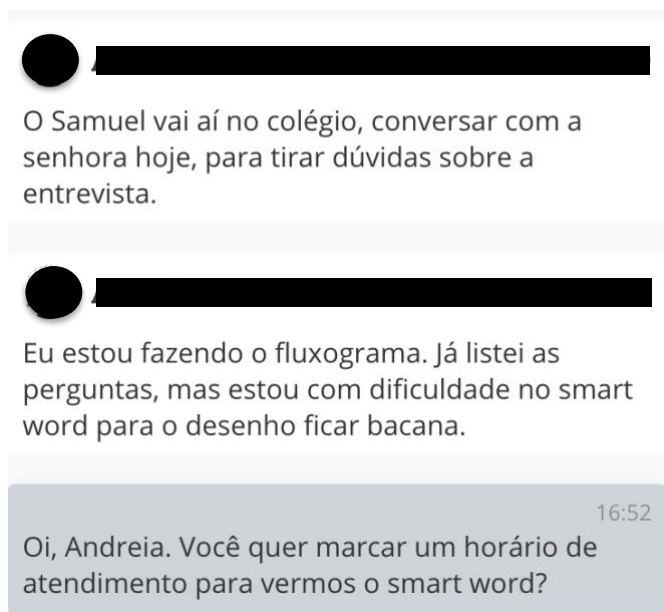 O Samuel vai aí no colégio, conversar com a
senhora hoje, para tirar dúvidas sobre a
entrevista.
Eu estou fazendo o fluxograma. Já listei as
perguntas, mas estou com dificuldade no smart
word para o desenho ficar bacana.
16:52
Oi, Andreia. Você quer marcar um horário de
atendimento para vermos o smart word?